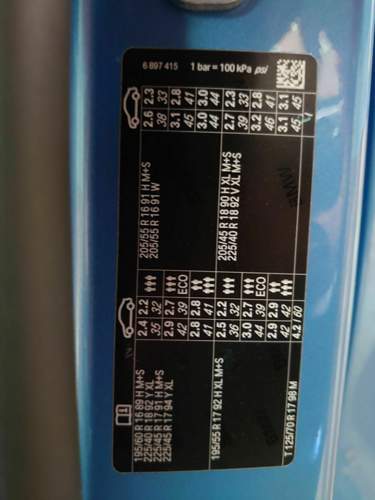 6 897 415 1 bar = 100 kPa psi
195/60 R 16 89 H M+S
225/40 R 18 92 Y XL
225/45 R 17 91 H M+S
225/45 R 17 94 Y XL
2.4 2.2
35 32
2.9 2.7 ECO
42 39
2.8 2.8
41 41
205/55 R 16 91 H M+S
205/55 R 16 91 W
2.6 2.3
38 33
3.1 2.8
45 41
3.0 3.0
44 44
195/55 R 17 92 H XL M+S
2.5 2.2
36 32
3.0 2.7 ECO
44 39
2.9 2.9
42 42
205/45 R 18 90 H XL M+S
225/40 R 18 92 Y XL M+S
2.7 2.3
39 33
3.2 2.8
46 41
3.1 3.1
45 45
T 125/70 R 17 98 M
4.2 / 60
BMW